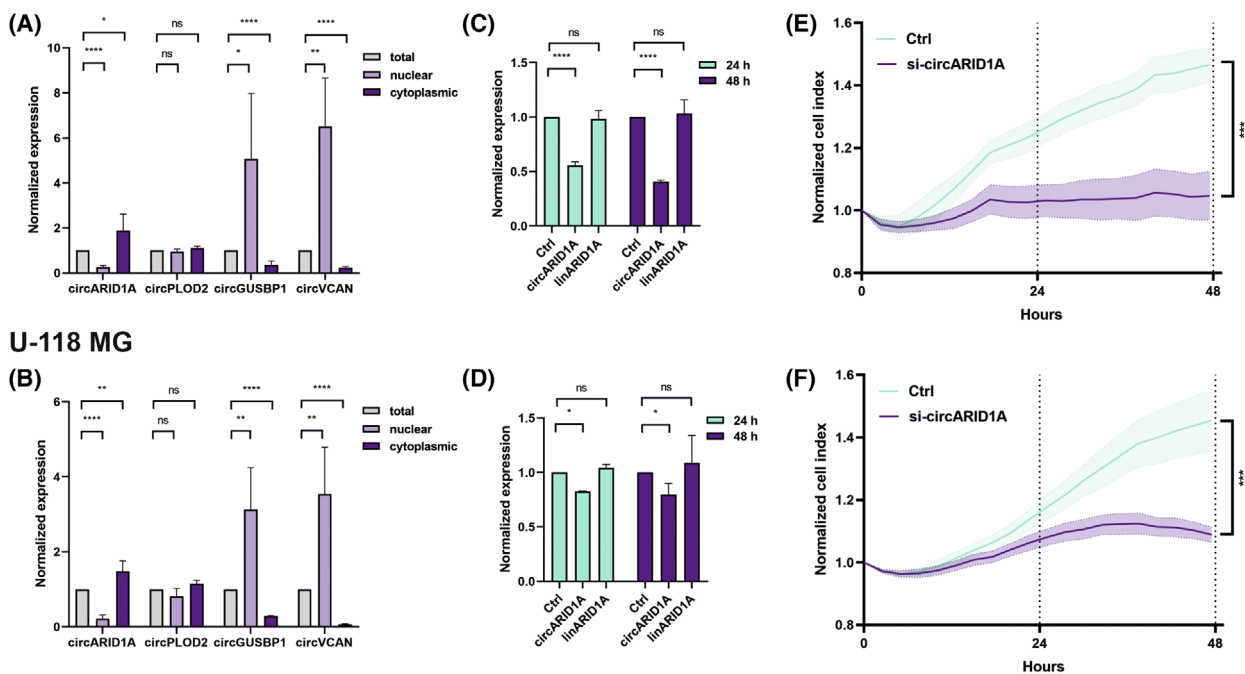 (A)
* ns **** ****
**** ns * **
total
nuclear
cytoplasmic
Normalized expression
10
8
6
4
2
0
circARID1A circPLOD2 circGUSBP1 circVCAN
(C)
ns ns
**** ****
24 h
48 h
Normalized expression
1.5
1.0
0.5
0.0
Ctrl circARID1A linARID1A Ctrl circARID1A linARID1A
(E)
Ctrl
si-circARID1A
Normalized cell index
1.6
1.4
1.2
1.0
0.8
0 24 48
Hours
***
U-118 MG
(B)
** ns **** ****
**** ns ** **
total
nuclear
cytoplasmic
Normalized expression
6
4
2
0
circARID1A circPLOD2 circGUSBP1 circVCAN
(D)
ns ns
* *
24 h
48 h
Normalized expression
1.5
1.0
0.5
0.0
Ctrl circARID1A linARID1A Ctrl circARID1A linARID1A
(F)
Ctrl
si-circARID1A
Normalized cell index
1.6
1.4
1.2
1.0
0.8
0 24 48
Hours
***